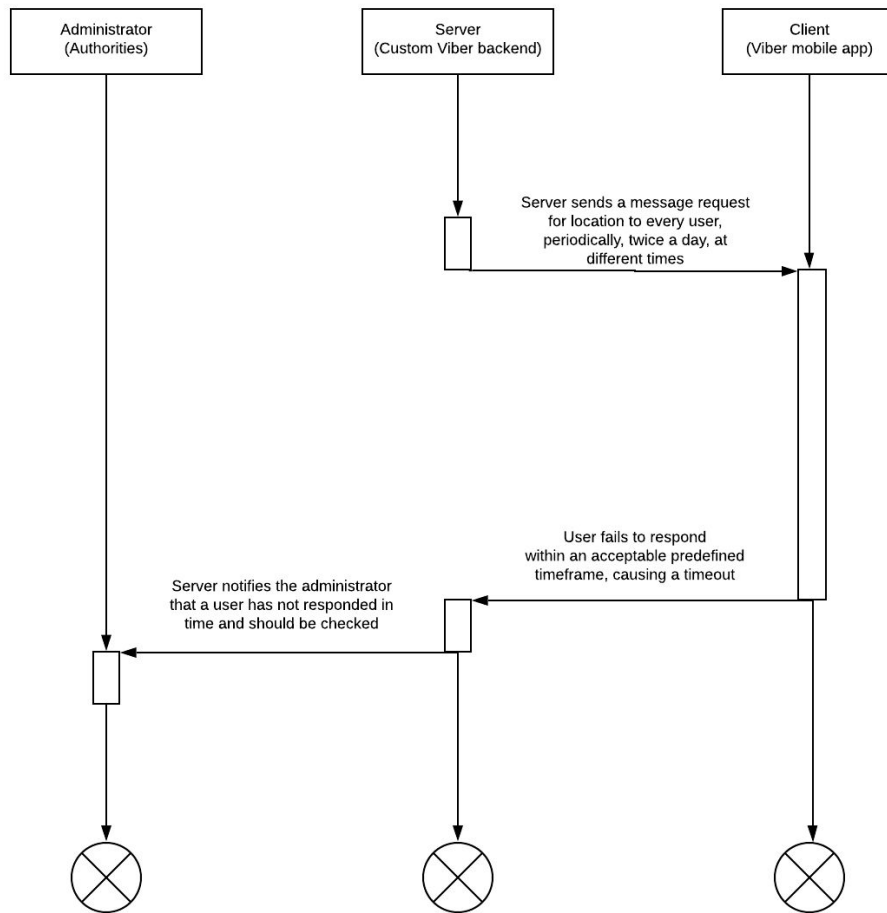 Administrator
(Authorities)
Server
(Custom Viber backend)
Client
(Viber mobile app)
Server sends a message request
for location to every user,
periodically, twice a day, at
different times
User fails to respond
within an acceptable predefined
timeframe, causing a timeout
Server notifies the administrator
that a user has not responded in
time and should be checked